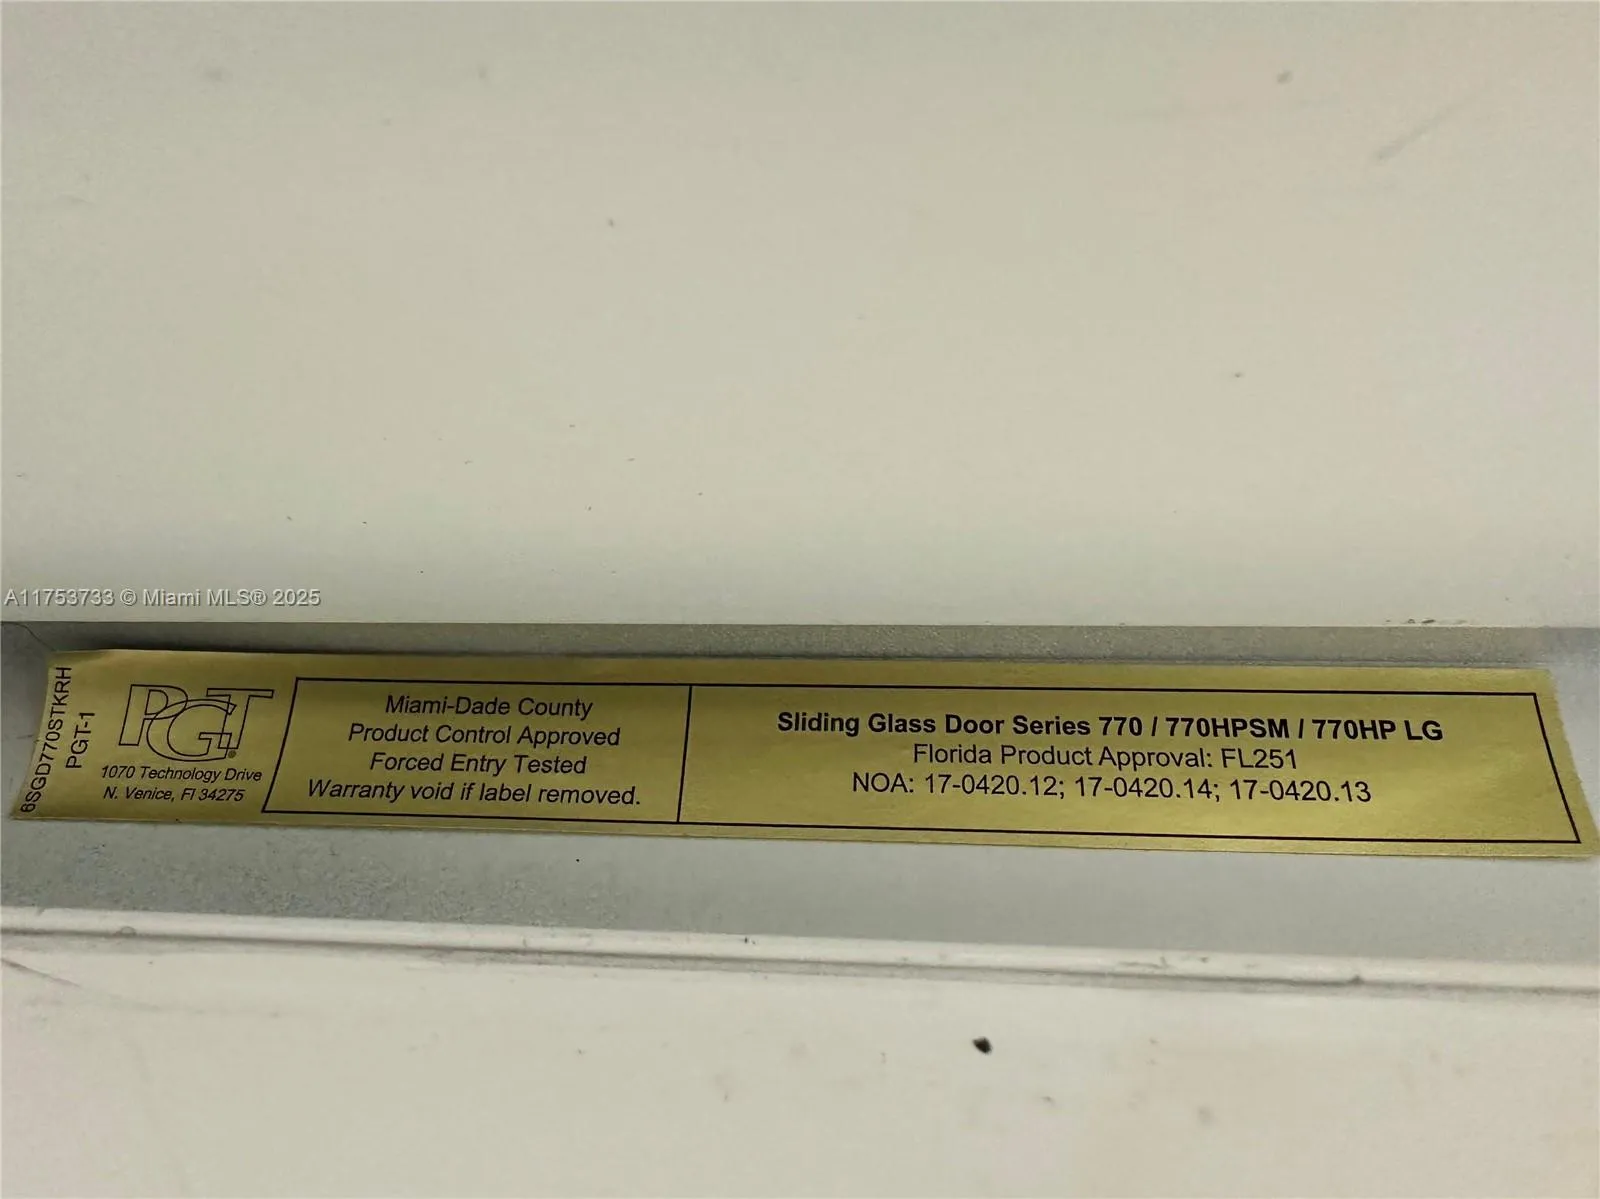 A11753733 © Miami MLS® 2025
6SGD770STKRH
PGT-1
PGT®
1070 Technology Drive
N. Venice, Fl 34275
Miami-Dade County
Product Control Approved
Forced Entry Tested
Warranty void if label removed.
Sliding Glass Door Series 770 / 770HPSM / 770HP LG
Florida Product Approval: FL251
NOA: 17-0420.12; 17-0420.14; 17-0420.13